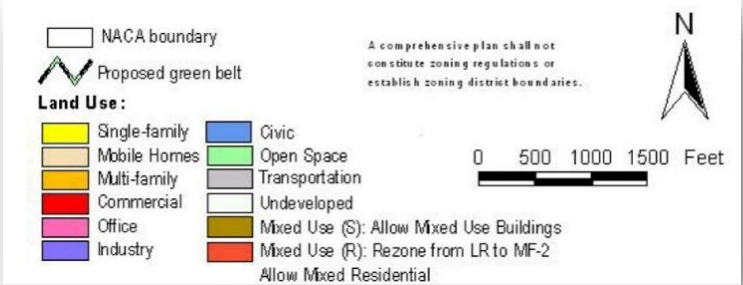 NACA boundary
Proposed green belt
A comprehensive plan shall not
constitute zoning regulations or
establish zoning district boundaries.
N
Land Use:
Single-family
Mobile Homes
Multi-family
Commercial
Office
Industry
Civic
Open Space
Transportation
Undeveloped
Mixed Use (S): Allow Mixed Use Buildings
Mixed Use (R): Rezone from LR to MF-2
Allow Mixed Residential
0 500 1000 1500 Feet